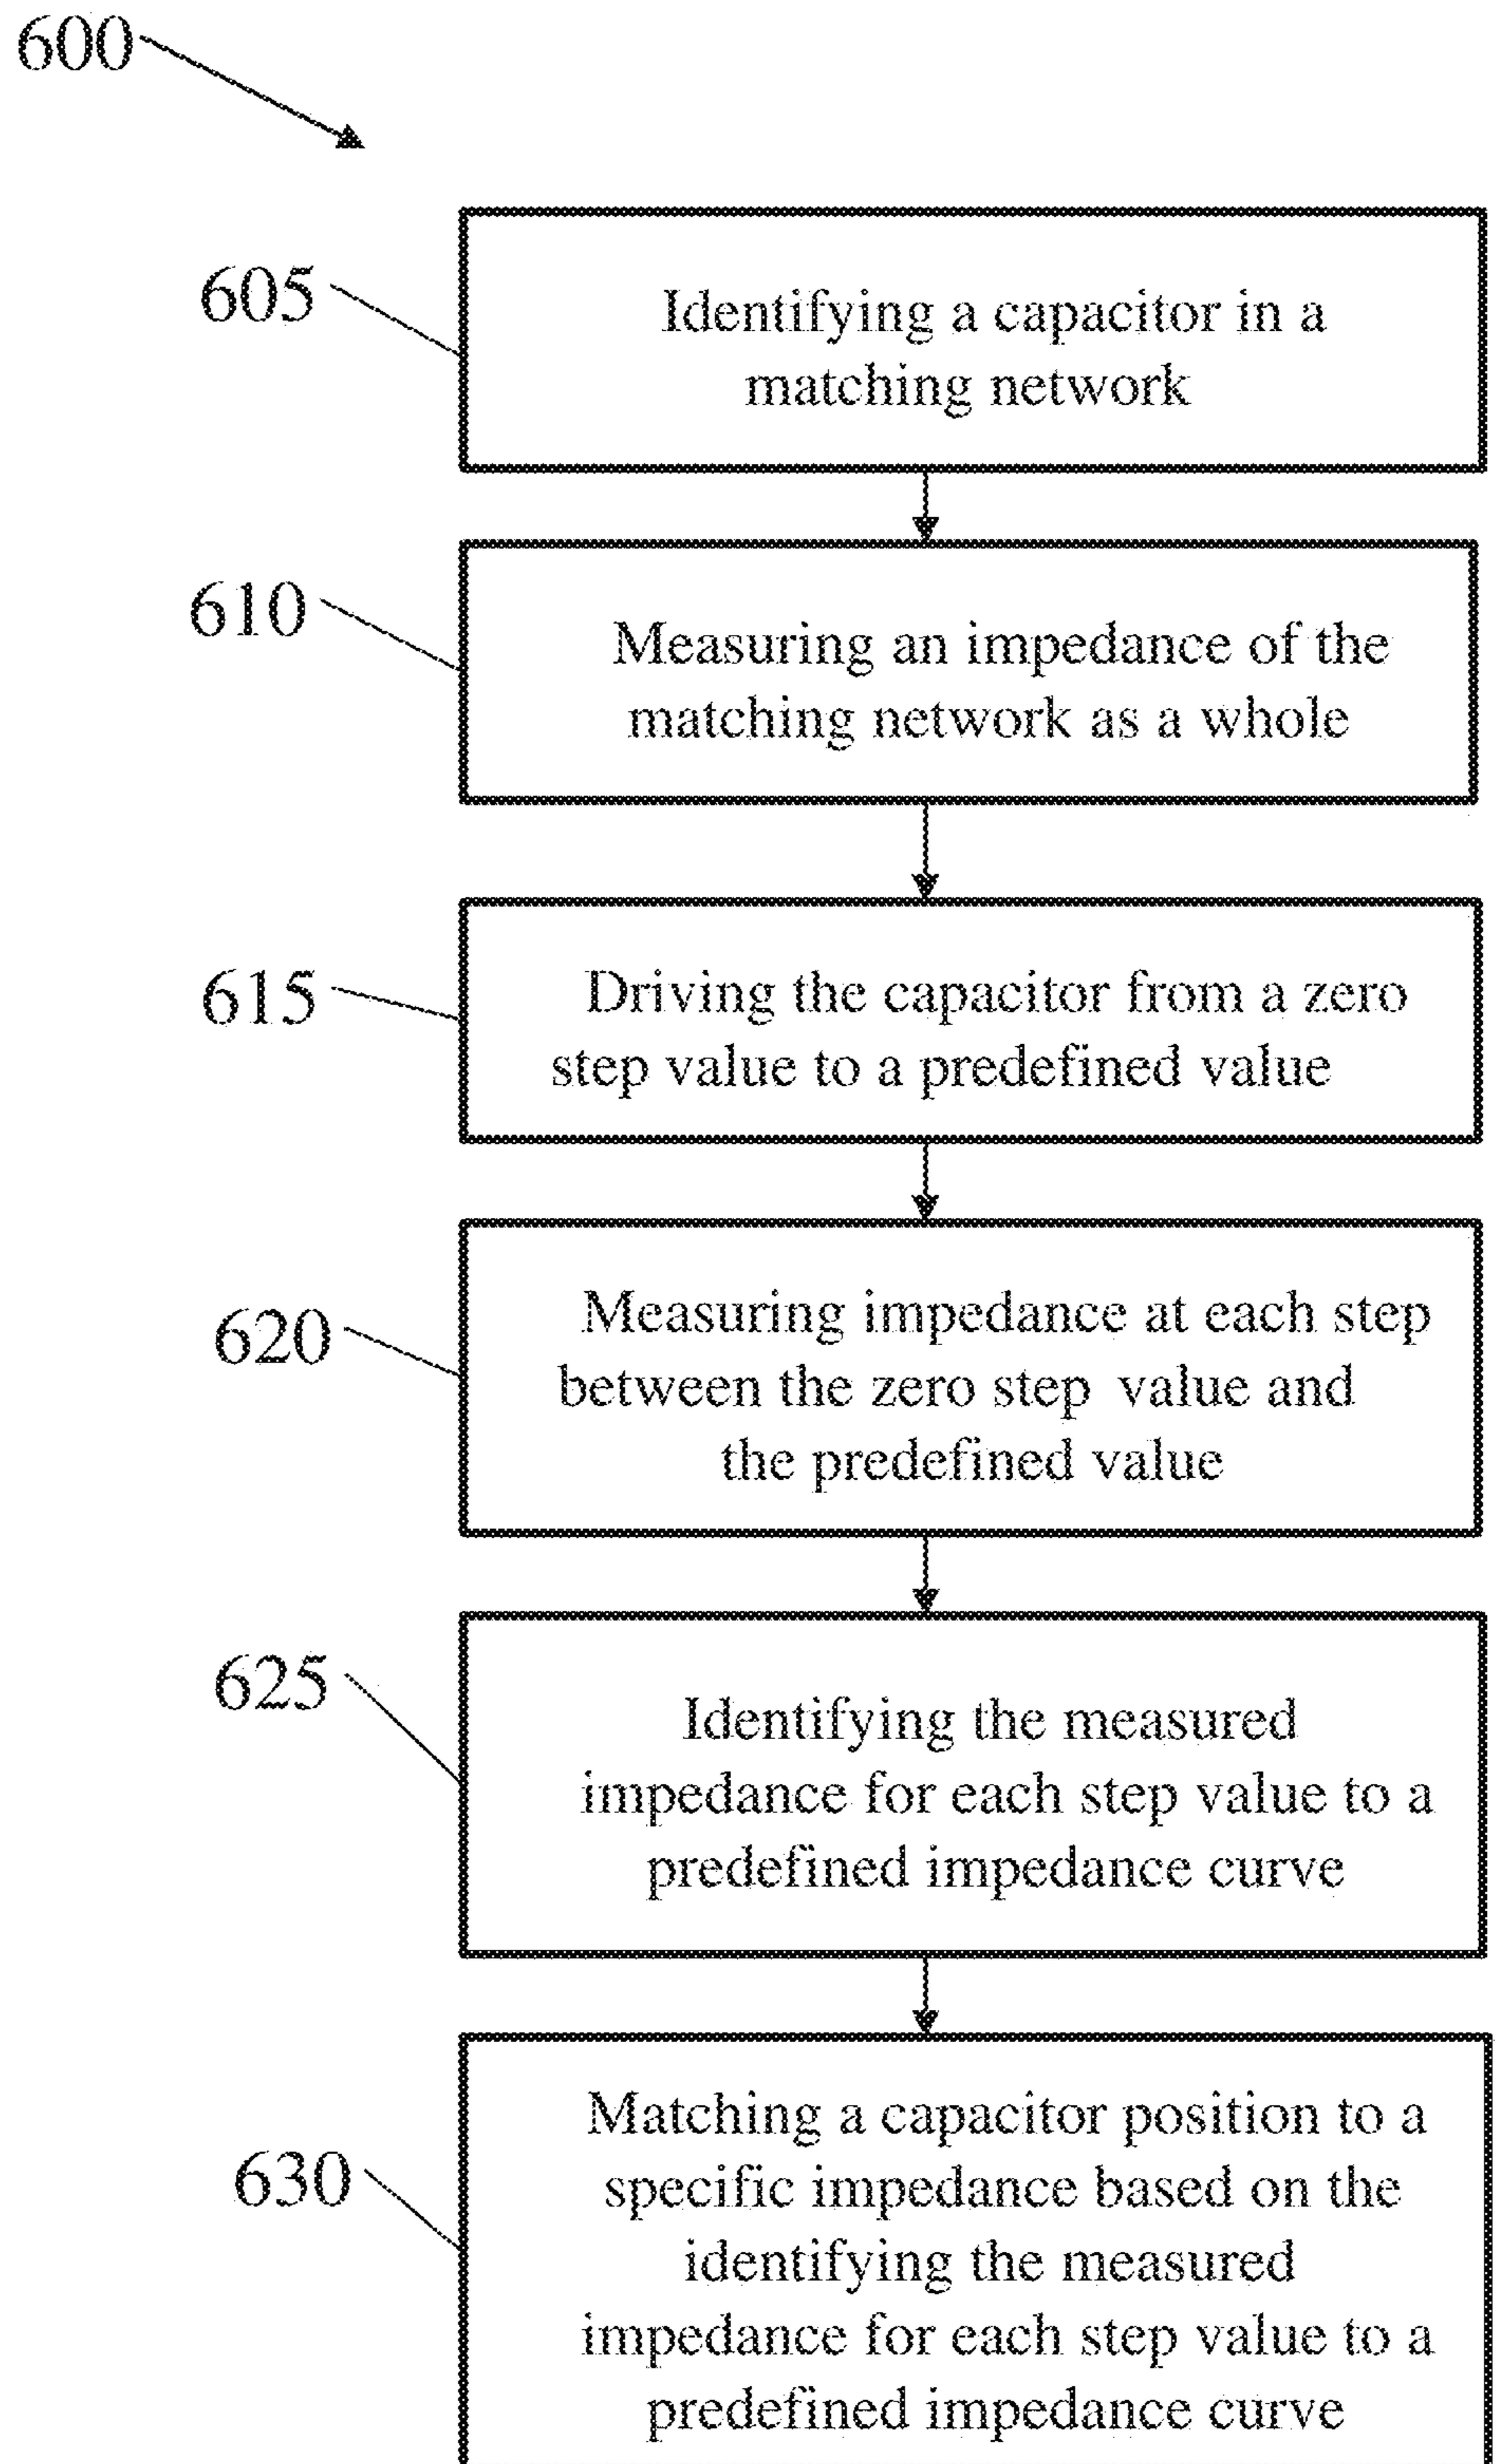 600
605
Identifying a capacitor in a
matching network
610
Measuring an impedance of the
matching network as a whole
615
Driving the capacitor from a zero
step value to a predefined value
620
Measuring impedance at each step
between the zero step value and
the predefined value
625
Identifying the measured
impedance for each step value to a
predefined impedance curve
630
Matching a capacitor position to a
specific impedance based on the
identifying the measured
impedance for each step value to a
predefined impedance curve